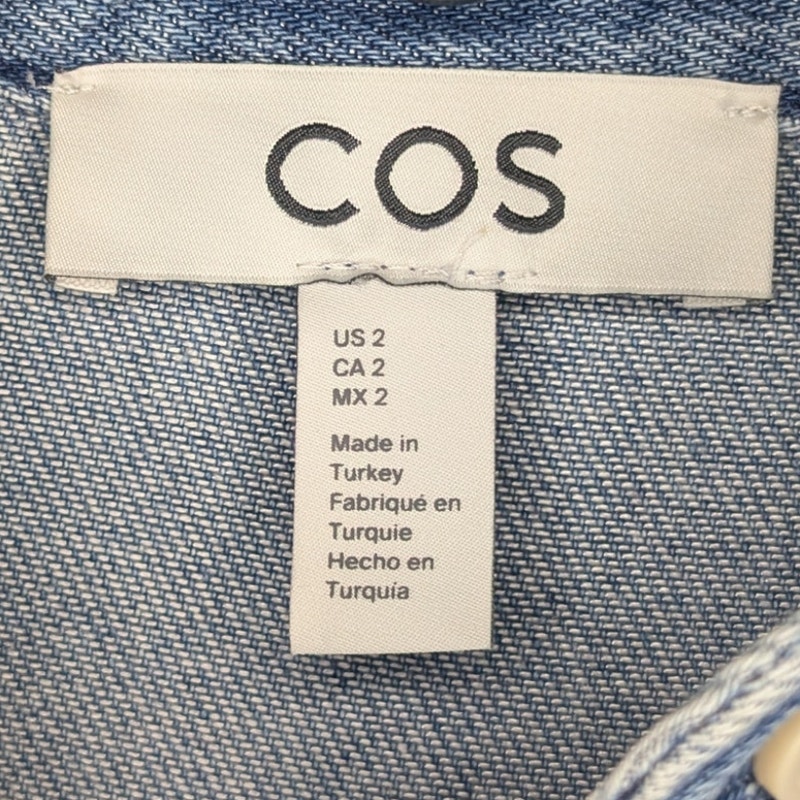 COS
US 2
CA 2
MX 2
Made in
Turkey
Fabriqué en
Turquie
Hecho en
Turquía